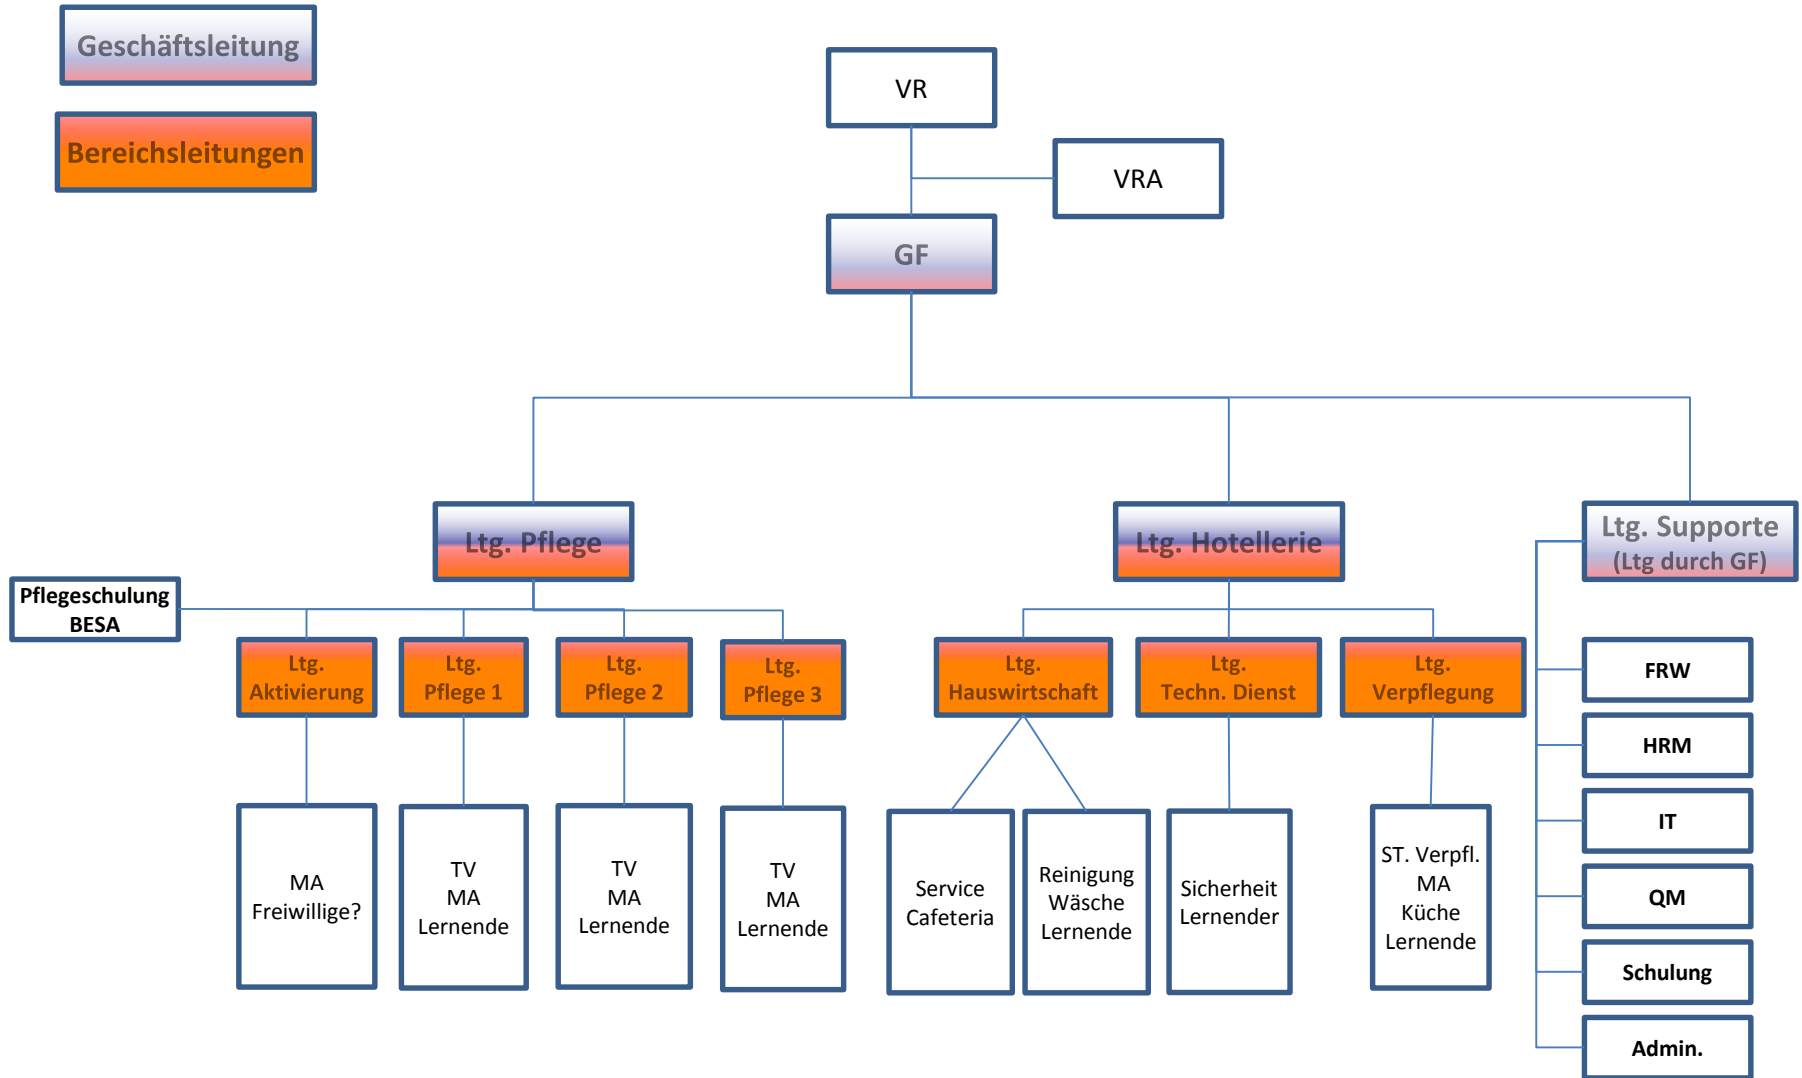 Geschäftsleitung
Bereichsleitungen
VR
VRA
GF
Ltg. Pflege
Ltg. Hotellerie
Ltg. Supporte
(Ltg durch GF)
Pflegeschulung
BESA
Ltg.
Aktivierung
Ltg.
Pflege 1
Ltg.
Pflege 2
Ltg.
Pflege 3
Ltg.
Hauswirtschaft
Ltg.
Techn. Dienst
Ltg.
Verpflegung
MA
Freiwillige?
TV
MA
Lernende
TV
MA
Lernende
TV
MA
Lernende
Service
Cafeteria
Reinigung
Wäsche
Lernende
Sicherheit
Lernender
ST. Verpfl.
MA
Küche
Lernende
FRW
HRM
IT
QM
Schulung
Admin.